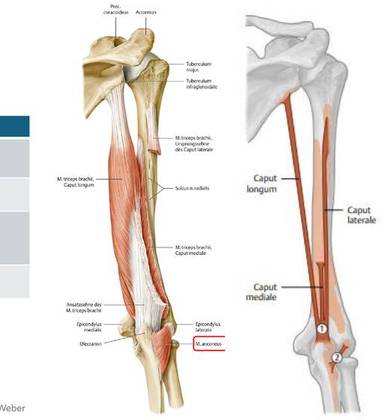 Proc.
coracoideus
Acromion
Tuberculum
majus
Tuberculum
infraglenoidale
M. triceps brachii,
Ursprungssehne
des Caput laterale
M. triceps brachii,
Caput longum
Sulcus n. radialis
M. triceps brachii,
Caput mediale
Ansatzsehne des
M. triceps brachii
Epicondylus
medialis
Olecranon
Epicondylus
lateralis
M. anconeus
Caput
longum
Caput
laterale
Caput
mediale
1
2
Weber